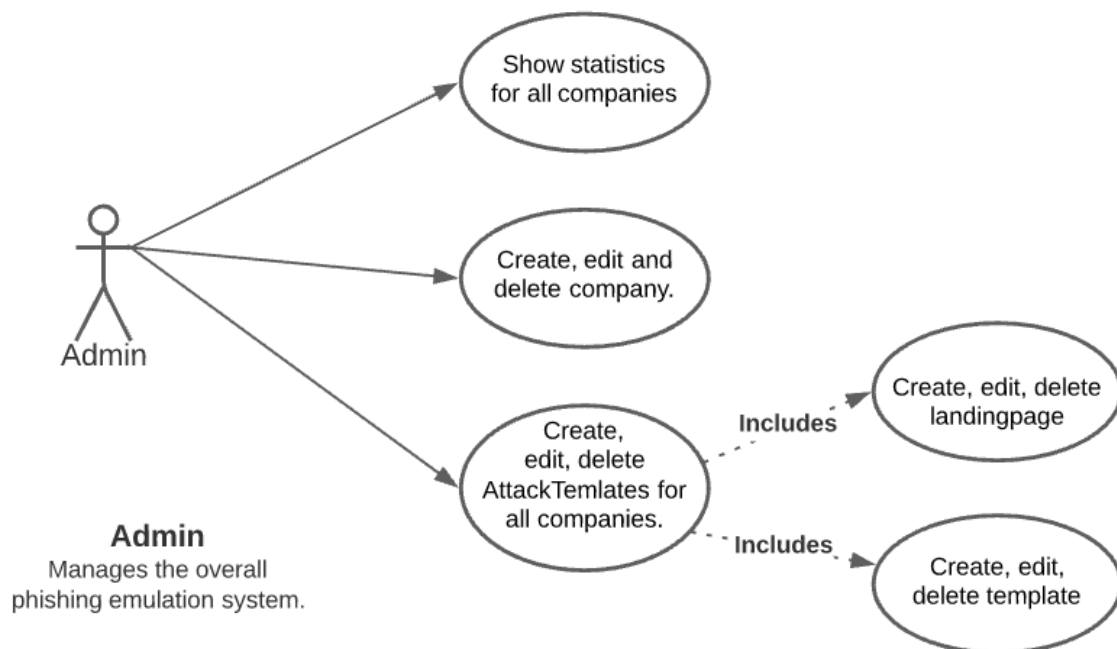 Show statistics
for all companies
Create, edit and
delete company.
Admin
Create,
edit, delete
AttackTemlates for
all companies.
Includes
Create, edit, delete
landingpage
Includes
Create, edit,
delete template
Admin
Manages the overall
phishing emulation system.